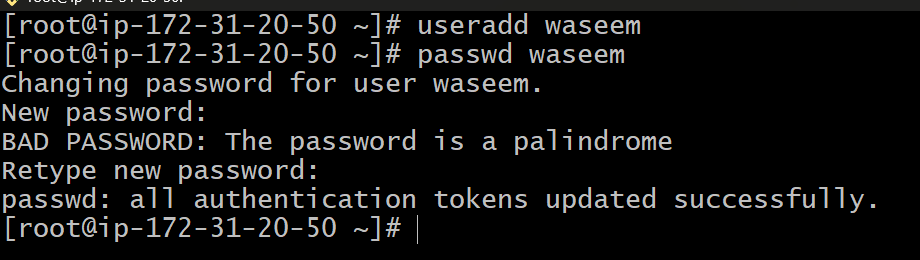 [root@ip-172-31-20-50 ~]# useradd waseem
[root@ip-172-31-20-50 ~]# passwd waseem
Changing password for user waseem.
New password:
BAD PASSWORD: The password is a palindrome
Retype new password:
passwd: all authentication tokens updated successfully.
[root@ip-172-31-20-50 ~]#